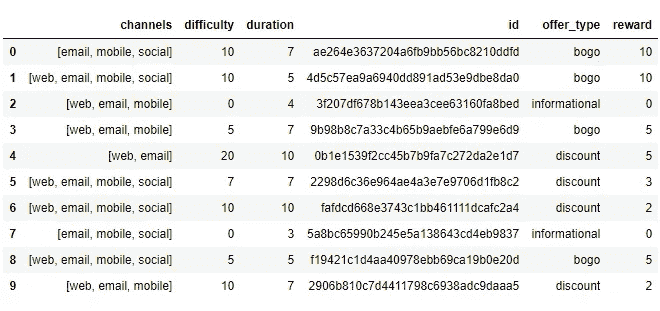 channels difficulty duration id offer_type reward
0 [email, mobile, social] 10 7 ae264e3637204a6fb9bb56bc8210ddfd bogo 10
1 [web, email, mobile, social] 10 5 4d5c57ea9a6940dd891ad53e9dbe8da0 bogo 10
2 [web, email, mobile] 0 4 3f207df678b143eea3cee63160fa8bed informational 0
3 [web, email, mobile] 5 7 9b98b8c7a33c4b65b9aebfe6a799e6d9 bogo 5
4 [web, email] 20 10 0b1e1539f2cc45b7b9fa7c272da2e1d7 discount 5
5 [web, email, mobile, social] 7 7 2298d6c36e964ae4a3e7e9706d1fb8c2 discount 3
6 [web, email, mobile, social] 10 10 fafdcd668e3743c1bb461111dcafc2a4 discount 2
7 [email, mobile, social] 0 3 5a8bc65990b245e5a138643cd4eb9837 informational 0
8 [web, email, mobile, social] 5 5 f19421c1d4aa40978ebb69ca19b0e20d bogo 5
9 [web, email, mobile] 10 7 2906b810c7d4411798c6938adc9daaa5 discount 2